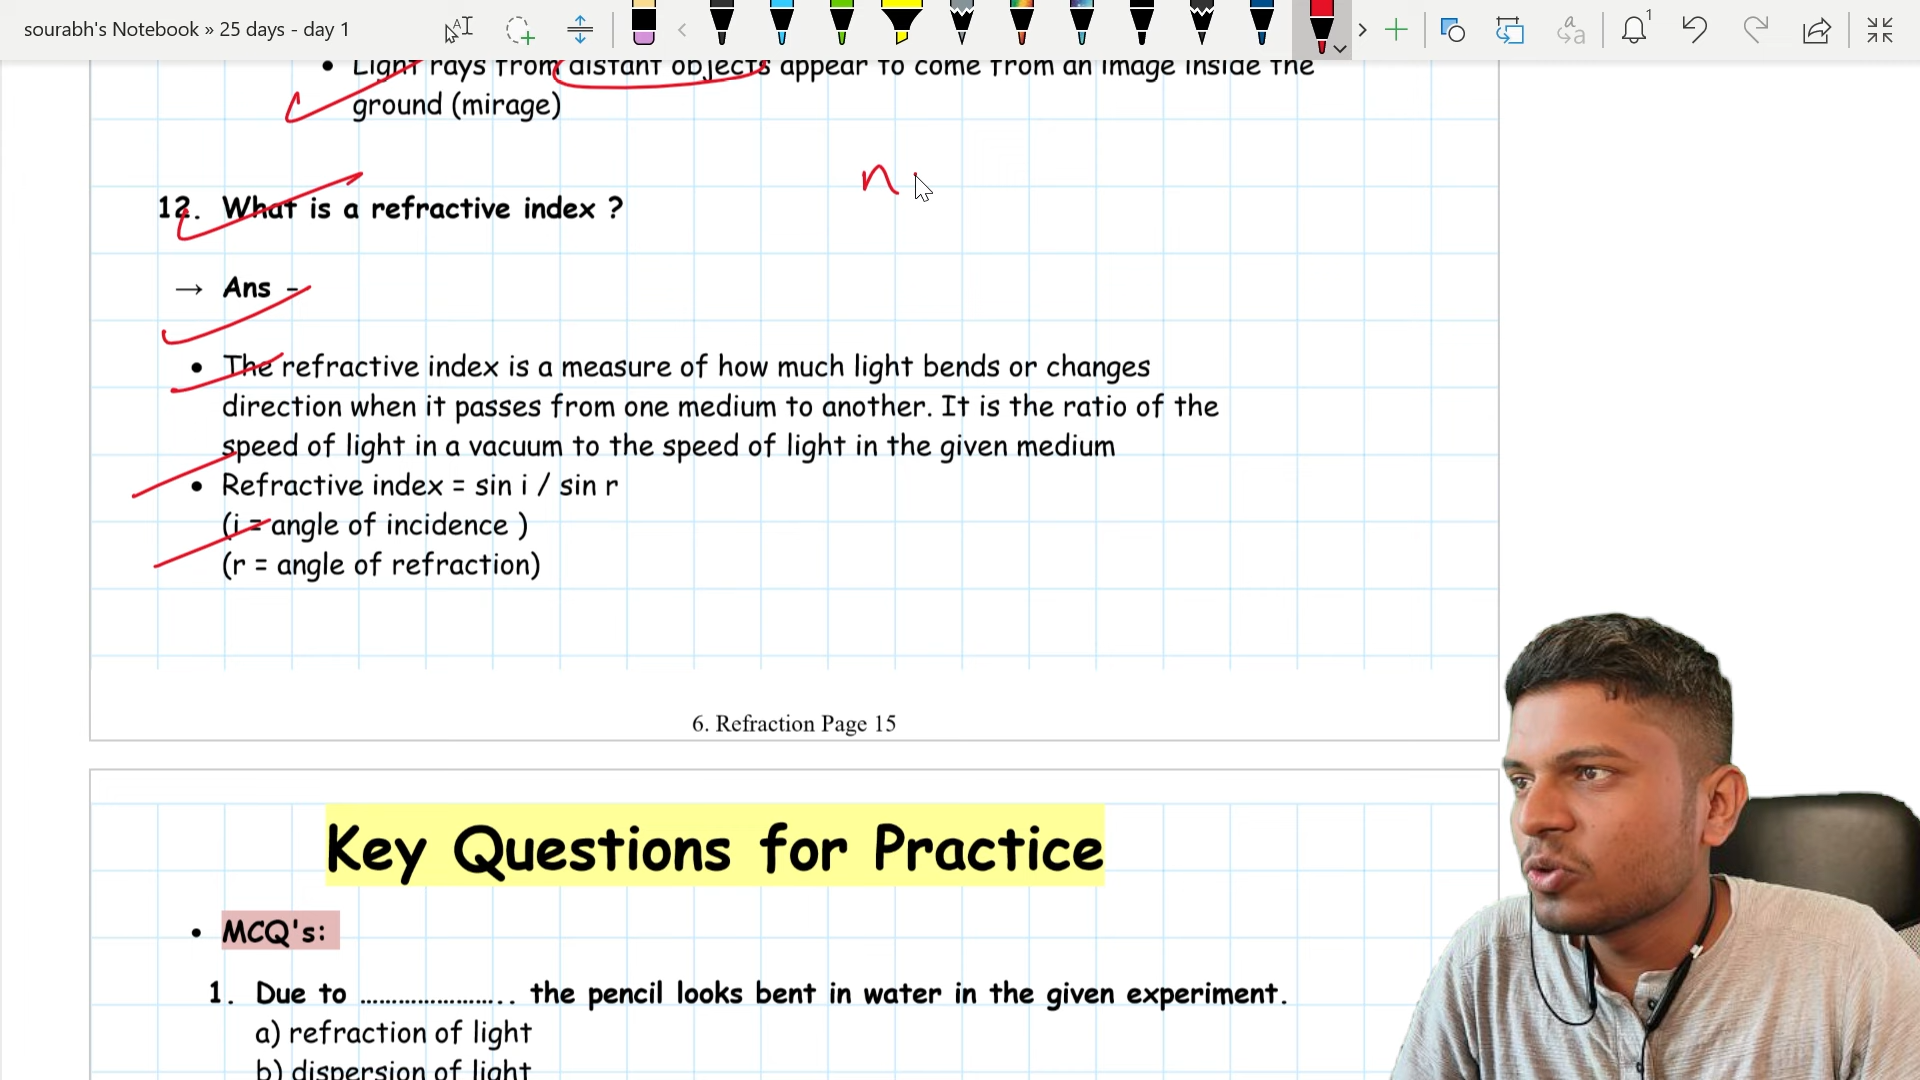 sourabh's Notebook » 25 days - day 1
1
• Light rays from distant objects appear to come from an image inside the
ground (mirage)
n
12. What is a refractive index ?
→ Ans -
• The refractive index is a measure of how much light bends or changes
direction when it passes from one medium to another. It is the ratio of the
speed of light in a vacuum to the speed of light in the given medium
• Refractive index = sin i / sin r
(i = angle of incidence )
(r = angle of refraction)
6. Refraction Page 15
Key Questions for Practice
• MCQ's:
1. Due to ………………….. the pencil looks bent in water in the given experiment.
a) refraction of light
b) dispersion of light